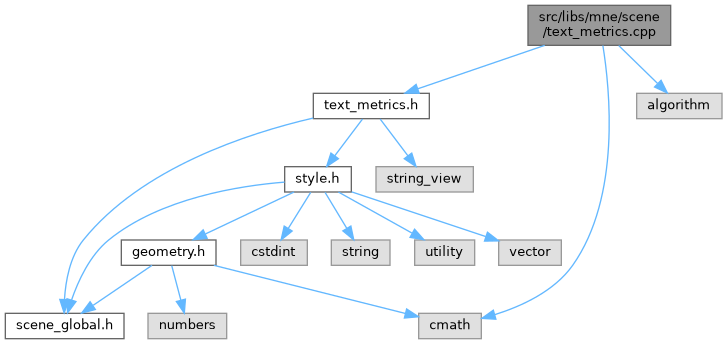 src/libs/mne/scene
/text_metrics.cpp
text_metrics.h
algorithm
style.h
string_view
geometry.h
cstdint
string
utility
vector
scene_global.h
numbers
cmath